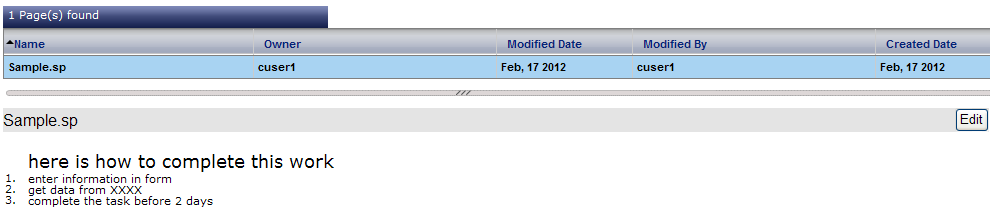 1 Page(s) found
Name Owner Modified Date Modified By Created Date
Sample.sp cuser1 Feb, 17 2012 cuser1 Feb, 17 2012
Sample.sp Edit
here is how to complete this work
1. enter information in form
2. get data from XXXX
3. complete the task before 2 days